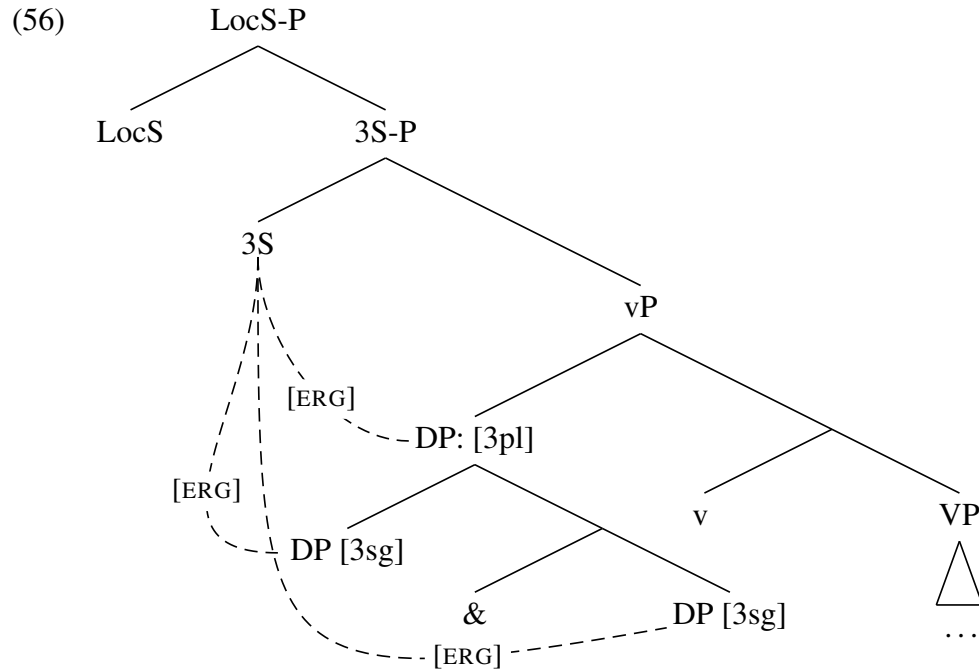 (56)
LocS-P
LocS 3S-P
3S
vP
[ERG]
DP: [3pl]
[ERG] v VP
DP [3sg]
& DP [3sg]
...
[ERG]